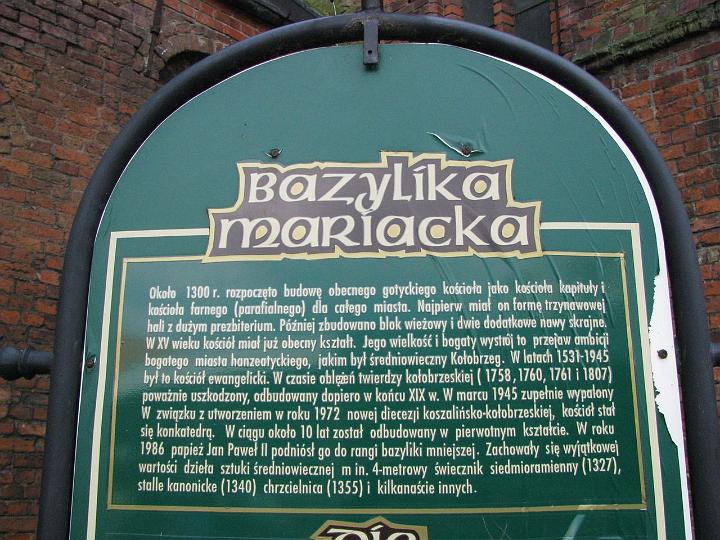 Bazylika
Mariacka
Około 1300 r. rozpoczęto budowę obecnego gotyckiego kościoła jako kościoła kapituły i
kościoła farnego (parafialnego) dla całego miasta. Najpierw miał on formę trzynawowej
hali z dużym prezbiterium. Później zbudowano blok wieżowy i dwie dodatkowe nawy skrajne.
W XV wieku kościół miał już obecny kształt. Jego wielkość i bogaty wystrój to przejaw ambicji
bogatego miasta hanzeatyckiego, jakim był średniowieczny Kołobrzeg. W latach 1531-1945
był to kościół ewangelicki. W czasie oblężeń twierdzy kołobrzeskiej ( 1758, 1760, 1761 i 1807)
poważnie uszkodzony, odbudowany dopiero w końcu XIX w. W marcu 1945 zupełnie wypalony
W związku z utworzeniem w roku 1972 nowej diecezji koszalińsko-kołobrzeskiej, kościoł stał
się konkatedrą. W ciągu około 10 lat został odbudowany w pierwotnym kształcie. W roku
1986 papież Jan Paweł II podniósł go do rangi bazyliki mniejszej. Zachowały się wyjątkowej
wartości dzieła sztuki średniowiecznej m in. 4-metrowy świecznik siedmioramienny (1327),
stalle kanonicke (1340) chrzcielnica (1355) i kilkanaście innych.
Die